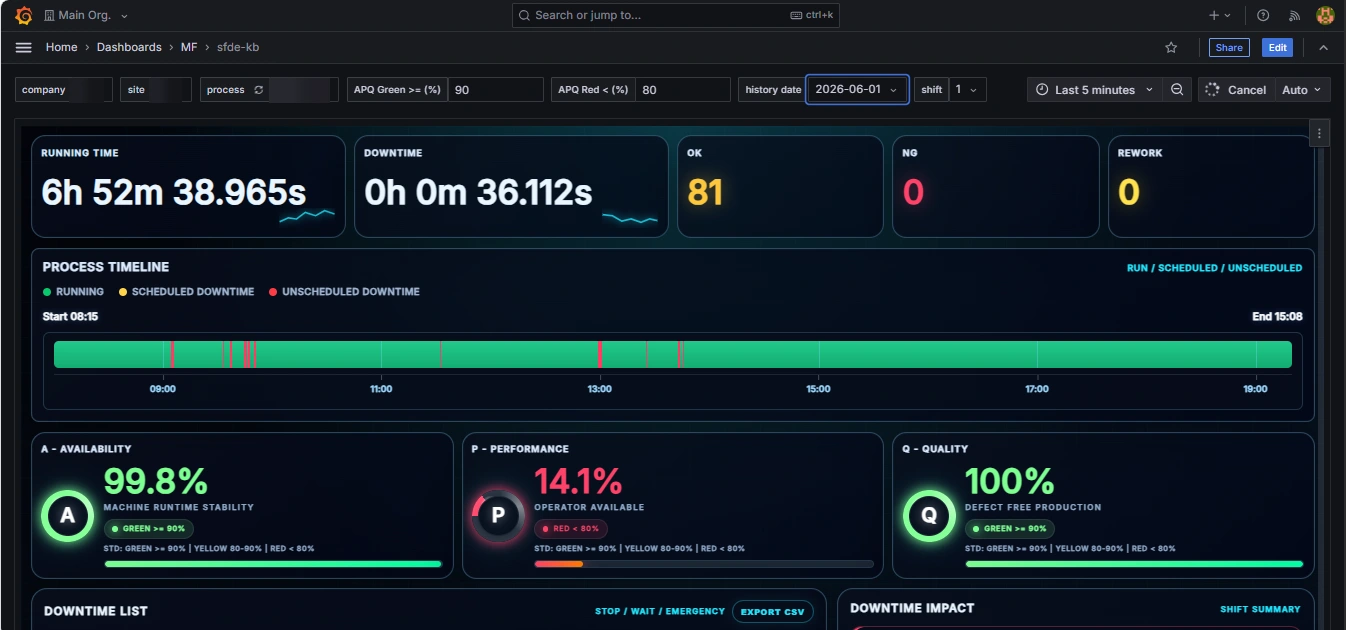 Main Org.
Search or jump to...
ctrl+k
Home › Dashboards › MF › sfde-kb
Share
Edit
company
site
process
APQ Green >= (%) 90
APQ Red < (%) 80
history date 2026-06-01
shift 1
Last 5 minutes
Cancel
Auto
RUNNING TIME
6h 52m 38.965s
DOWNTIME
0h 0m 36.112s
OK
81
NG
0
REWORK
0
PROCESS TIMELINE
RUN / SCHEDULED / UNSCHEDULED
RUNNING
SCHEDULED DOWNTIME
UNSCHEDULED DOWNTIME
Start 08:15
End 15:08
09:00 11:00 13:00 15:00 17:00 19:00
A - AVAILABILITY
A
99.8%
MACHINE RUNTIME STABILITY
GREEN >= 90%
STD: GREEN >= 90% | YELLOW 80-90% | RED < 80%
P - PERFORMANCE
P
14.1%
OPERATOR AVAILABLE
RED < 80%
STD: GREEN >= 90% | YELLOW 80-90% | RED < 80%
Q - QUALITY
Q
100%
DEFECT FREE PRODUCTION
GREEN >= 90%
STD: GREEN >= 90% | YELLOW 80-90% | RED < 80%
DOWNTIME LIST
STOP / WAIT / EMERGENCY
EXPORT CSV
DOWNTIME IMPACT
SHIFT SUMMARY